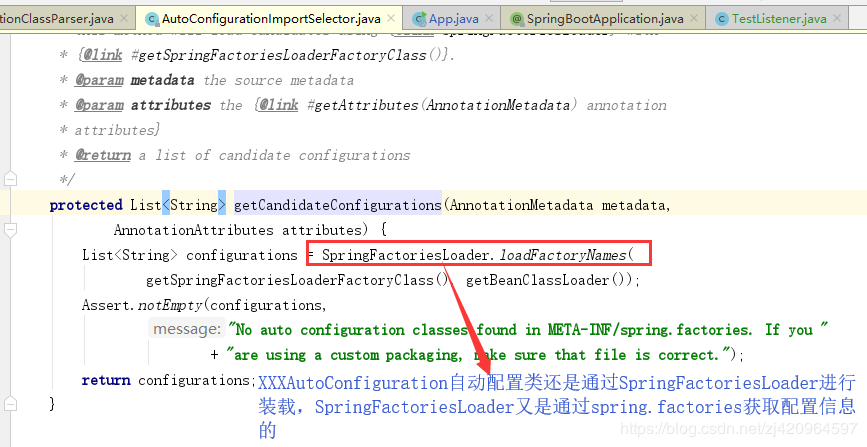 tionClassParser.java × AutoConfigurationImportSelector.java × App.java × SpringBootApplication.java × TestListener.java ×
* {@link #getSpringFactoriesLoaderFactoryClass()}.
* @param metadata the source metadata
* @param attributes the {@link #getAttributes(AnnotationMetadata) annotation
* attributes}
* @return a list of candidate configurations
*/
protected List<String> getCandidateConfigurations(AnnotationMetadata metadata,
AnnotationAttributes attributes) {
List<String> configurations = SpringFactoriesLoader.loadFactoryNames(
getSpringFactoriesLoaderFactoryClass() getBeanClassLoader());
Assert.notEmpty(configurations,
message: "No auto configuration classes found in META-INF/spring.factories. If you "
+ "are using a custom packaging, make sure that file is correct.");
return configurations;
XXXAutoConfiguration自动配置类还是通过SpringFactoriesLoader进行
装载，SpringFactoriesLoader又是通过spring.factories获取配置信息
的
}
https://blog.csdn.net/zj420964597